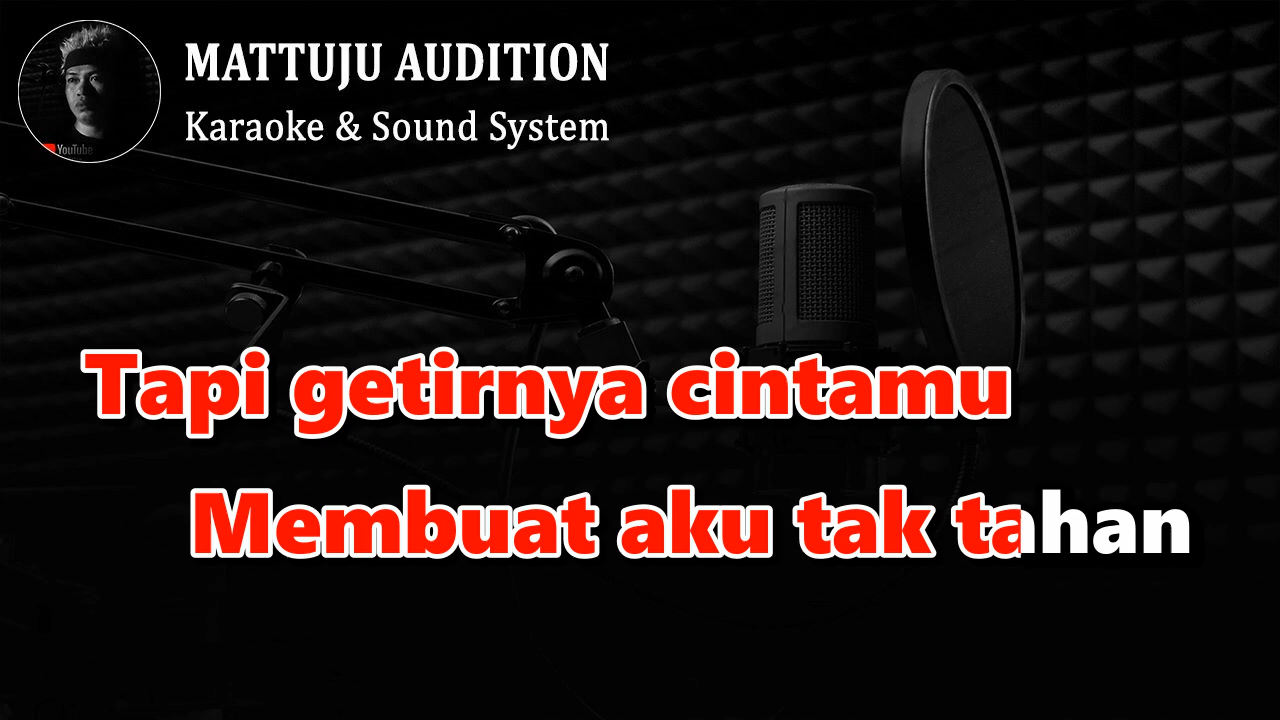 MATTUJU AUDITION
Karaoke & Sound System
YouTube
Tapi getirnya cintamu
Membuat aku tak tahan